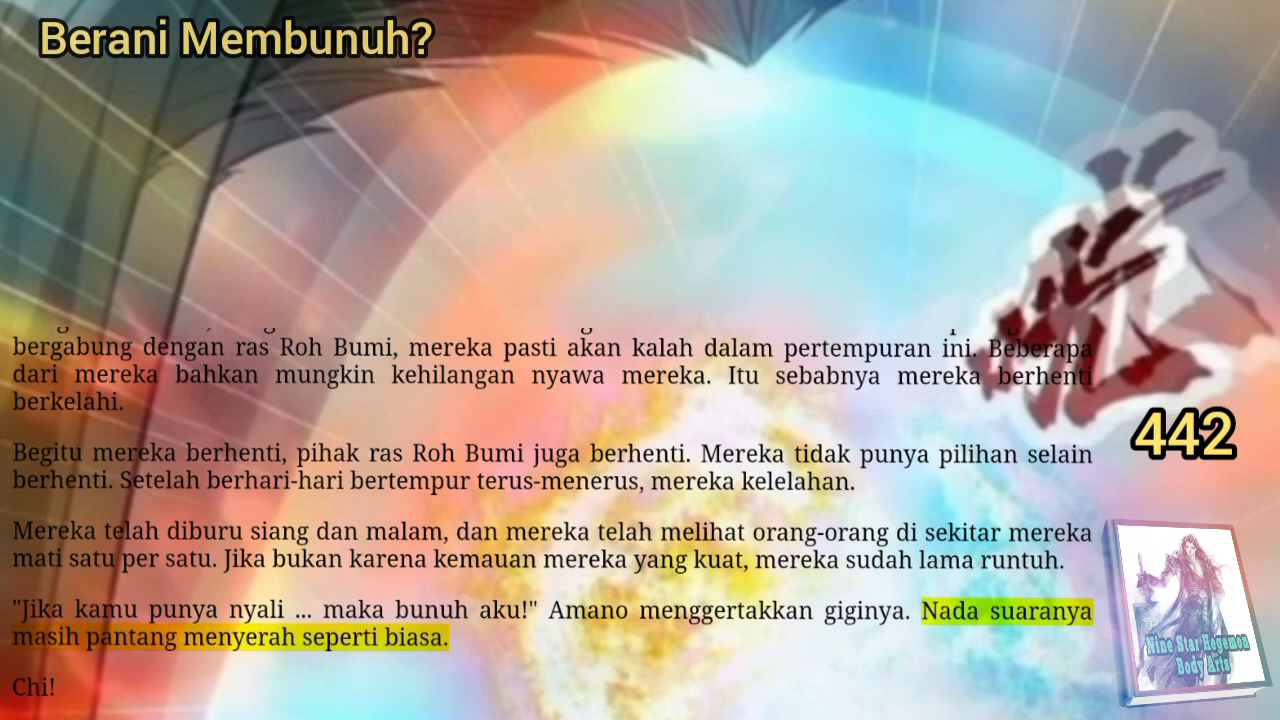 Berani Membunuh?
bergabung dengan ras Roh Bumi, mereka pasti akan kalah dalam pertempuran ini. Beberapa
dari mereka bahkan mungkin kehilangan nyawa mereka. Itu sebabnya mereka berhenti
berkelahi.
442
Begitu mereka berhenti, pihak ras Roh Bumi juga berhenti. Mereka tidak punya pilihan selain
berhenti. Setelah berhari-hari bertempur terus-menerus, mereka kelelahan.
Mereka telah diburu siang dan malam, dan mereka telah melihat orang-orang di sekitar mereka
mati satu per satu. Jika bukan karena kemauan mereka yang kuat, mereka sudah lama runtuh.
"Jika kamu punya nyali ... maka bunuh aku!" Amano menggertakkan giginya. Nada suaranya
masih pantang menyerah seperti biasa.
Chi!
Nine Star Hegemon
Body Arts